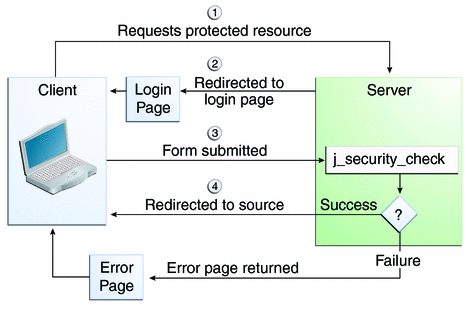 1
Requests protected resource
Client
Server
2
Login
Page
Redirected to
login page
3
Form submitted
j_security_check
4
Redirected to source
Success
?
Failure
Error
Page
Error page returned